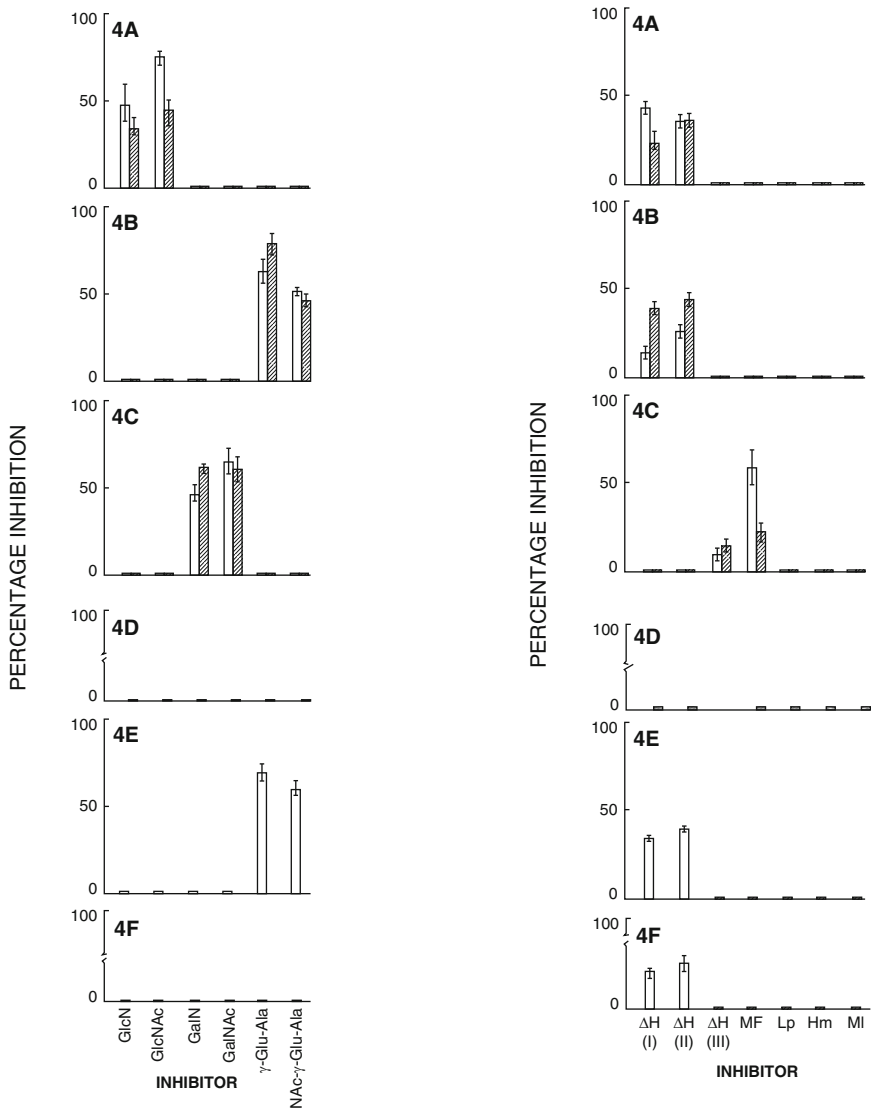 PERCENTAGE INHIBITION
100
4A
50
0
100
4B
50
0
100
4C
50
0
100
4D
0
100
4E
50
0
100
4F
0
GlcN
GlcNAc
GalN
GalNAc
γ-Glu-Ala
NAc-γ-Glu-Ala
INHIBITOR
PERCENTAGE INHIBITION
100
4A
50
0
100
4B
50
0
100
4C
50
0
100
4D
0
100
4E
50
0
100
4F
0
ΔH ΔH ΔH MF Lp Hm MI
(I) (II) (III)
INHIBITOR